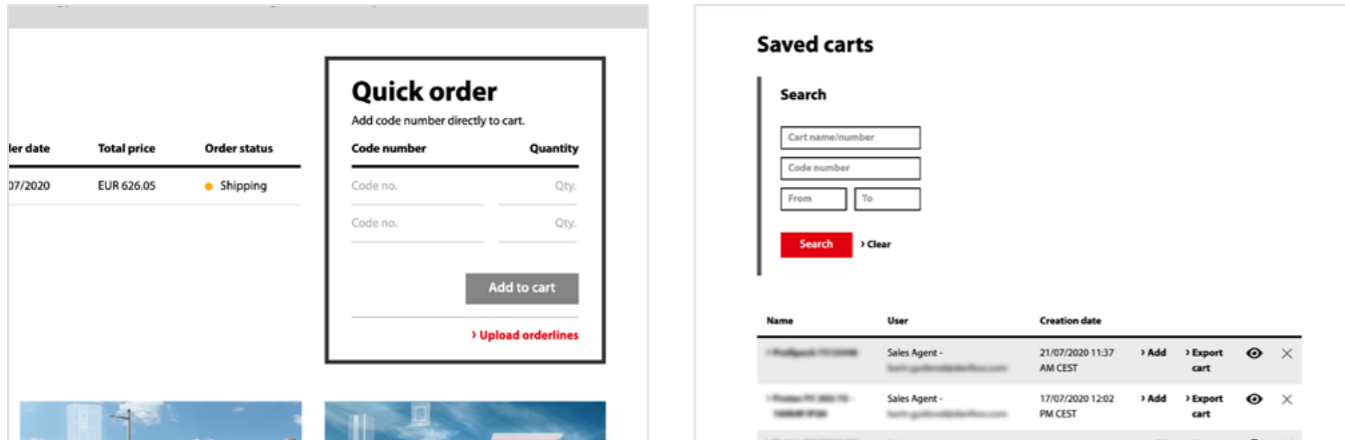 Quick order
Add code number directly to cart.
ler date Total price Order status
Code number Quantity
07/2020 EUR 626.05 Shipping
Code no. Qty.
Code no. Qty.
Add to cart
› Upload orderlines
Saved carts
Search
Cart name/number
Code number
From To
Search › Clear
Name User Creation date
Sales Agent - 21/07/2020 11:37 › Add › Export
AM CEST cart
Sales Agent - 17/07/2020 12:02 › Add › Export
PM CEST cart